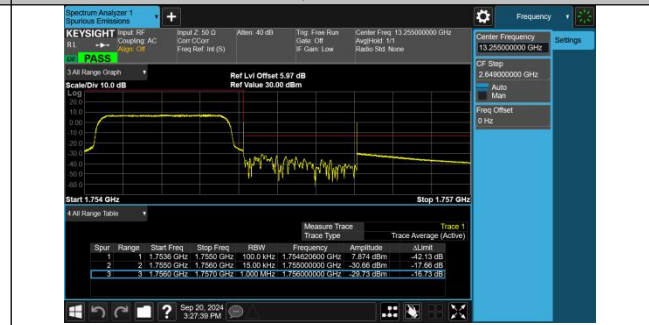 Spectrum Analyzer 1
Spurious Emissions
Frequency
KEYSIGHT Input: RF
Coupling: AC
Align: Off
Input Z: 50 Ω
Corr CCorr
Freq Ref: Int (S)
Atten: 40 dB
Trig: Free Run
Gate: Off
IF Gain: Low
Center Freq: 13.255000000 GHz
Avg|Hold: 1/1
Radio Std: None
RL
PASS
Center Frequency
13.255000000 GHz
Settings
CF Step
2.649000000 GHz
Auto
Man
Freq Offset
0 Hz
3 All Range Graph
Scale/Div 10.0 dB
Ref Lvl Offset 5.97 dB
Ref Value 30.00 dBm
Log
20.0
10.0
0.00
-10.0
-20.0
-30.0
-40.0
-50.0
-60.0
Start 1.754 GHz
Stop 1.757 GHz
4 All Range Table
Measure Trace Trace 1
Trace Type Trace Average (Active)
Spur Range Start Freq Stop Freq RBW Frequency Amplitude ΔLimit
1 1 1.7536 GHz 1.7550 GHz 100.0 kHz 1.754620600 GHz 7.874 dBm -42.13 dB
2 2 1.7550 GHz 1.7560 GHz 15.00 kHz 1.755000000 GHz -30.66 dBm -17.66 dB
3 3 1.7560 GHz 1.7570 GHz 1.000 MHz 1.756000000 GHz -29.73 dBm -16.73 dB
Sep 20, 2024
3:27:39 PM